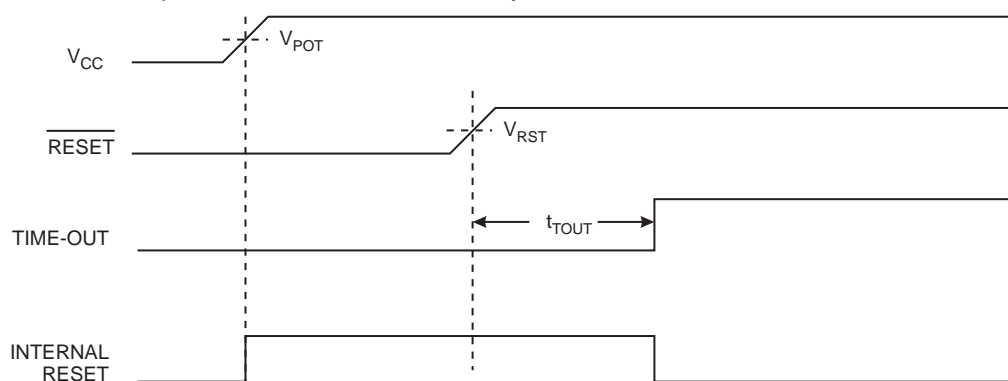 V_CC
V_POT
RESET
V_RST
TIME-OUT
t_TOUT
INTERNAL
RESET